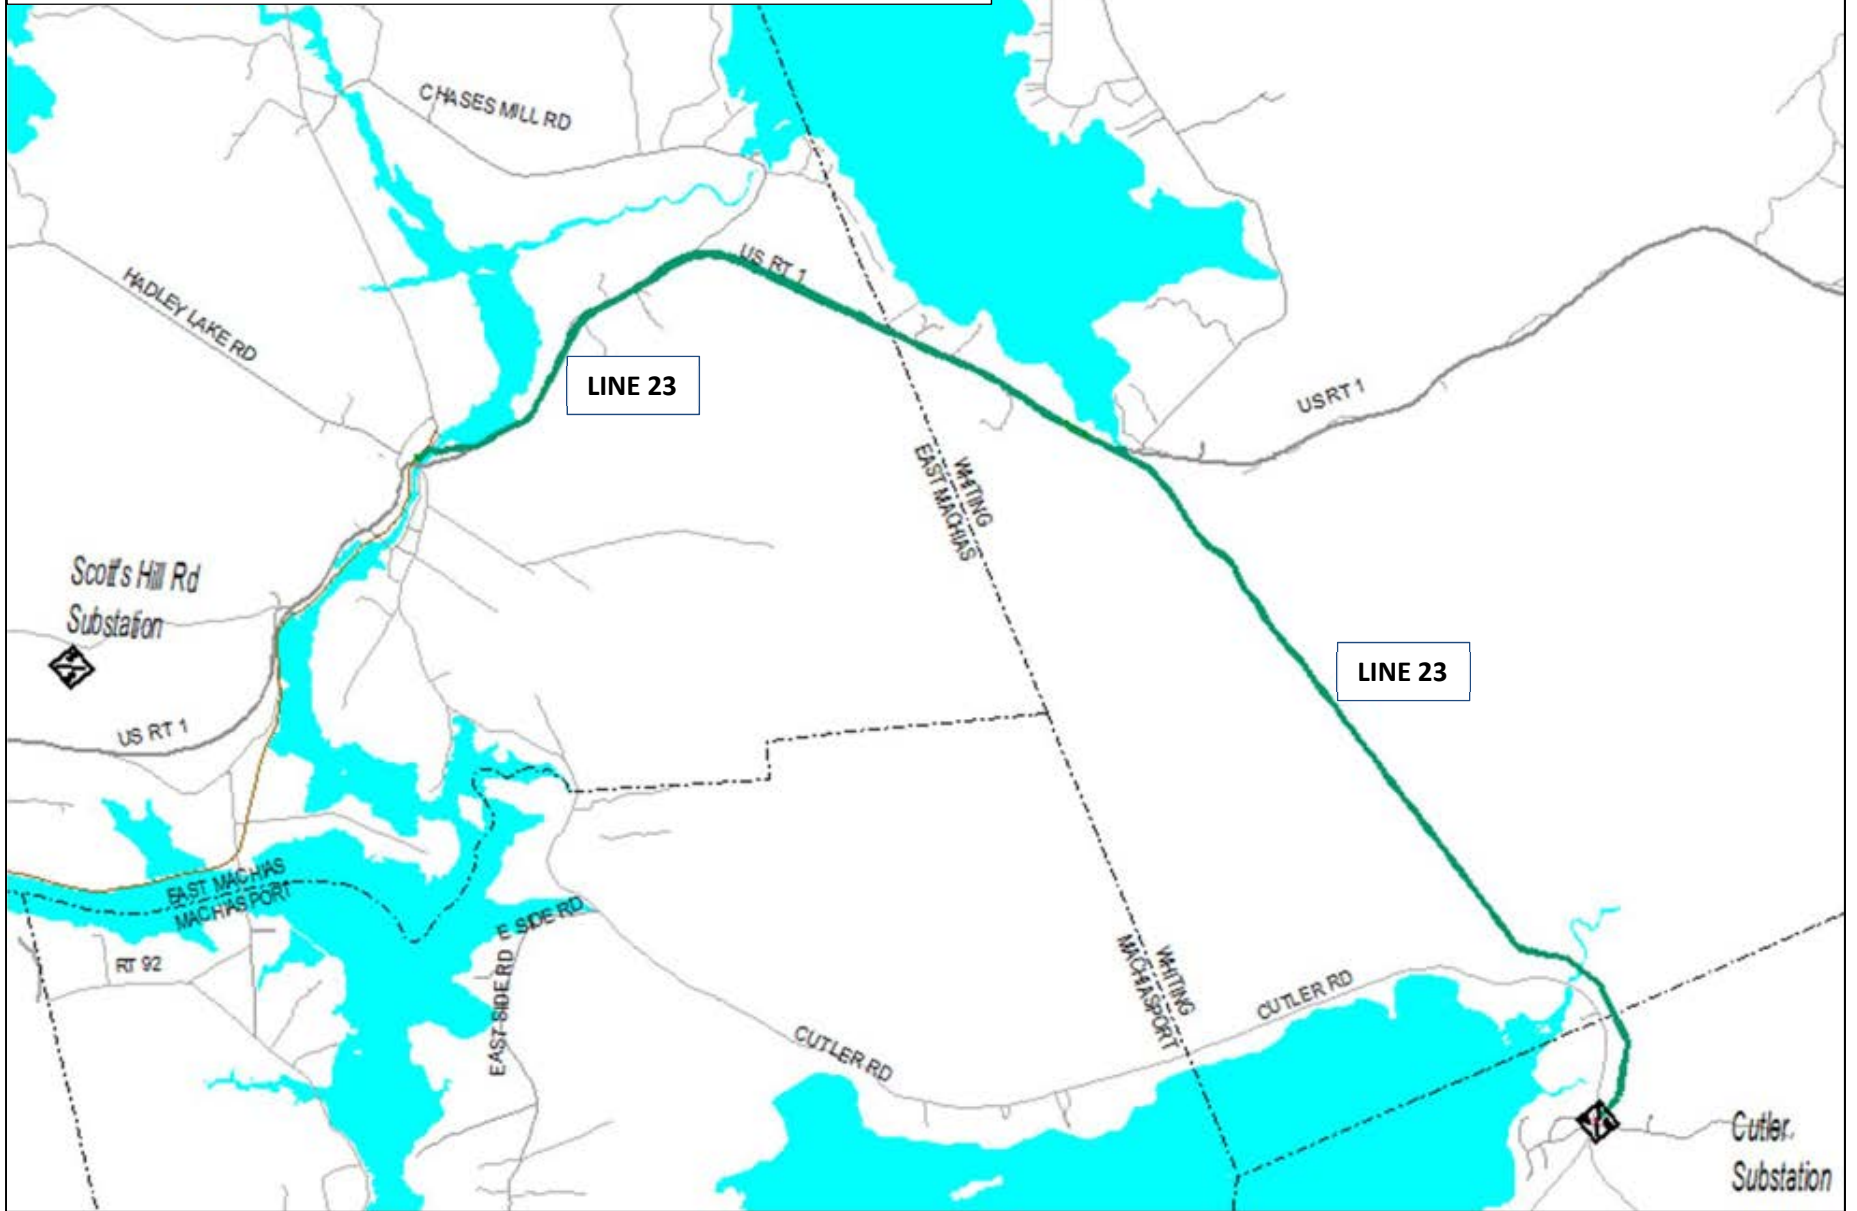 CHASES MILL RD
US RT 1
HADLEY LAKE RD
LINE 23
US RT 1
WHITING
EAST MACHIAS
Scott's Hill Rd
Substation
LINE 23
US RT 1
EAST MACHIAS
MACHIASPORT
E SIDE RD
RT 92
EAST SIDE RD
WHITING
MACHIASPORT
CUTLER RD
CUTLER RD
Cutler
Substation